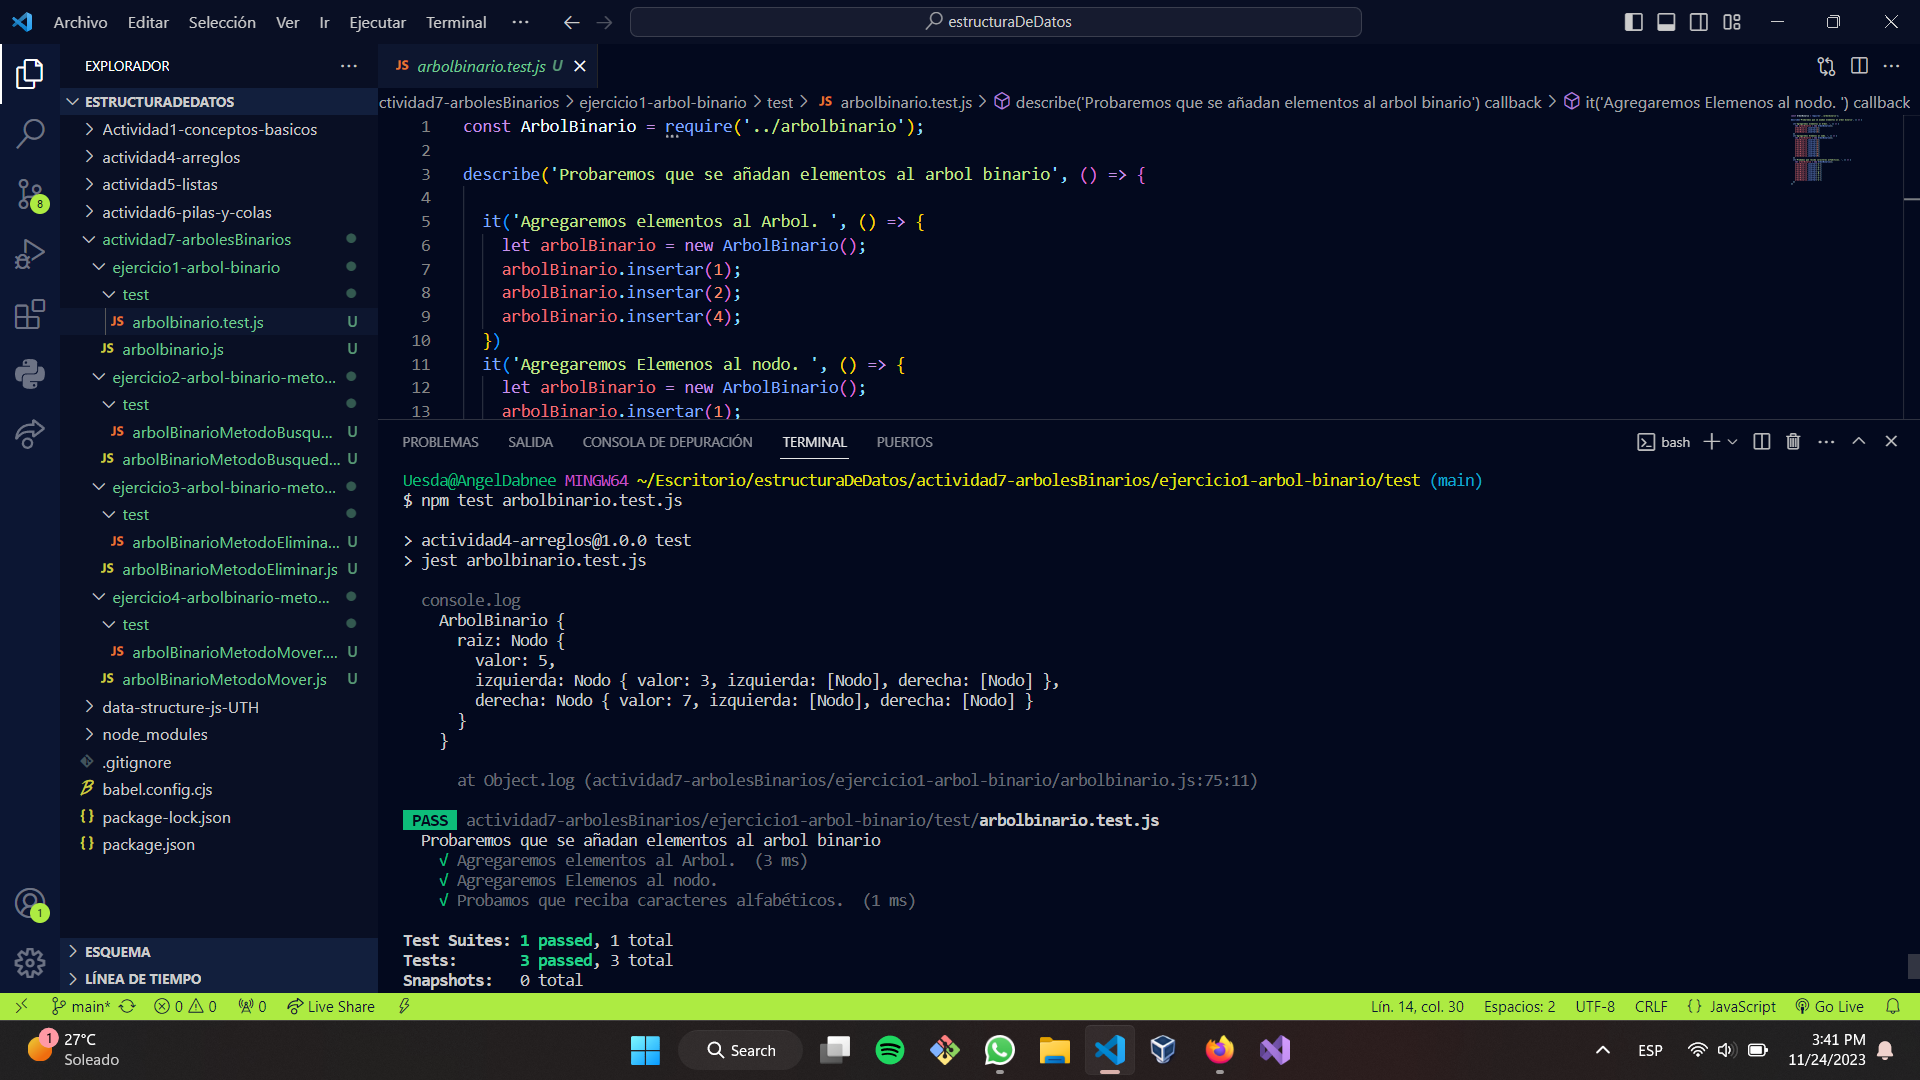 Archivo Editar Selección Ver Ir Ejecutar Terminal ··· estructuraDeDatos
EXPLORADOR ···
ESTRUCTURADEDATOS
Actividad1-conceptos-basicos
actividad4-arreglos
actividad5-listas
8
actividad6-pilas-y-colas
actividad7-arbolesBinarios
ejercicio1-arbol-binario
test
JS arbolbinario.test.js U
JS arbolbinario.js U
ejercicio2-arbol-binario-meto...
test
JS arbolBinarioMetodoBusqu... U
JS arbolBinarioMetodoBusqued... U
ejercicio3-arbol-binario-meto...
test
JS arbolBinarioMetodoElimina... U
JS arbolBinarioMetodoEliminar.js U
ejercicio4-arbolbinario-meto...
test
JS arbolBinarioMetodoMover.... U
JS arbolBinarioMetodoMover.js U
data-structure-js-UTH
node_modules
.gitignore
babel.config.cjs
{} package-lock.json
{} package.json
1
ESQUEMA
LÍNEA DE TIEMPO
JS arbolbinario.test.js U
ctividad7-arbolesBinarios > ejercicio1-arbol-binario > test > JS arbolbinario.test.js > describe('Probaremos que se añadan elementos al arbol binario') callback > it('Agregaremos Elemenos al nodo. ') callback
1 const ArbolBinario = require('../arbolbinario');
2
3 describe('Probaremos que se añadan elementos al arbol binario', () => {
4
5 it('Agregaremos elementos al Arbol. ', () => {
6 let arbolBinario = new ArbolBinario();
7 arbolBinario.insertar(1);
8 arbolBinario.insertar(2);
9 arbolBinario.insertar(4);
10 })
11 it('Agregaremos Elemenos al nodo. ', () => {
12 let arbolBinario = new ArbolBinario();
13 arbolBinario.insertar(1);
PROBLEMAS SALIDA CONSOLA DE DEPURACIÓN TERMINAL PUERTOS bash
Uesda@AngelDabnee MINGW64 ~/Escritorio/estructuraDeDatos/actividad7-arbolesBinarios/ejercicio1-arbol-binario/test (main)
$ npm test arbolbinario.test.js
> actividad4-arreglos@1.0.0 test
> jest arbolbinario.test.js
console.log
ArbolBinario {
raiz: Nodo {
valor: 5,
izquierda: Nodo { valor: 3, izquierda: [Nodo], derecha: [Nodo] },
derecha: Nodo { valor: 7, izquierda: [Nodo], derecha: [Nodo] }
}
}
at Object.log (actividad7-arbolesBinarios/ejercicio1-arbol-binario/arbolbinario.js:75:11)
PASS actividad7-arbolesBinarios/ejercicio1-arbol-binario/test/arbolbinario.test.js
Probaremos que se añadan elementos al arbol binario
√ Agregaremos elementos al Arbol. (3 ms)
√ Agregaremos Elemenos al nodo.
√ Probamos que reciba caracteres alfabéticos. (1 ms)
Test Suites: 1 passed, 1 total
Tests: 3 passed, 3 total
Snapshots: 0 total
main* 0 0 0 Live Share Lín. 14, col. 30 Espacios: 2 UTF-8 CRLF {} JavaScript Go Live
1 27°C
Soleado
Search
ESP
3:41 PM
11/24/2023